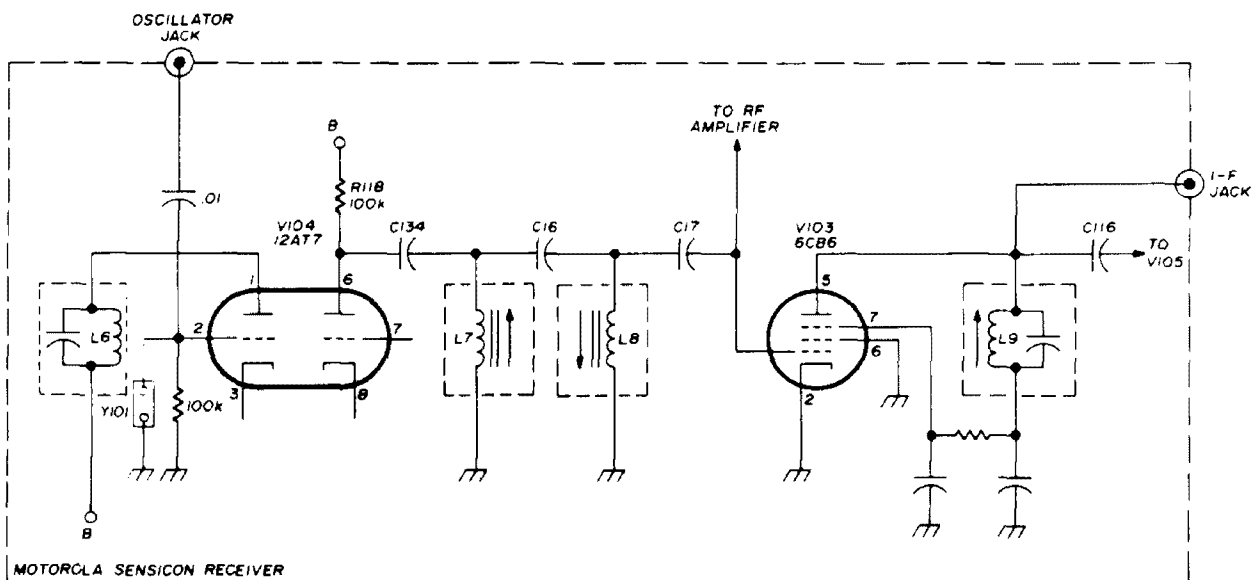 OSCILLATOR
JACK
B
TO RF
AMPLIFIER
I-F
JACK
.01
R118
100k
V104
12AT7
C134
C16
C17
V103
6CB6
C116
TO
V105
1
6
5
2
7
7
6
L6
L7
L8
L9
Y101
100k
3
8
2
B
MOTOROLA SENSICON RECEIVER